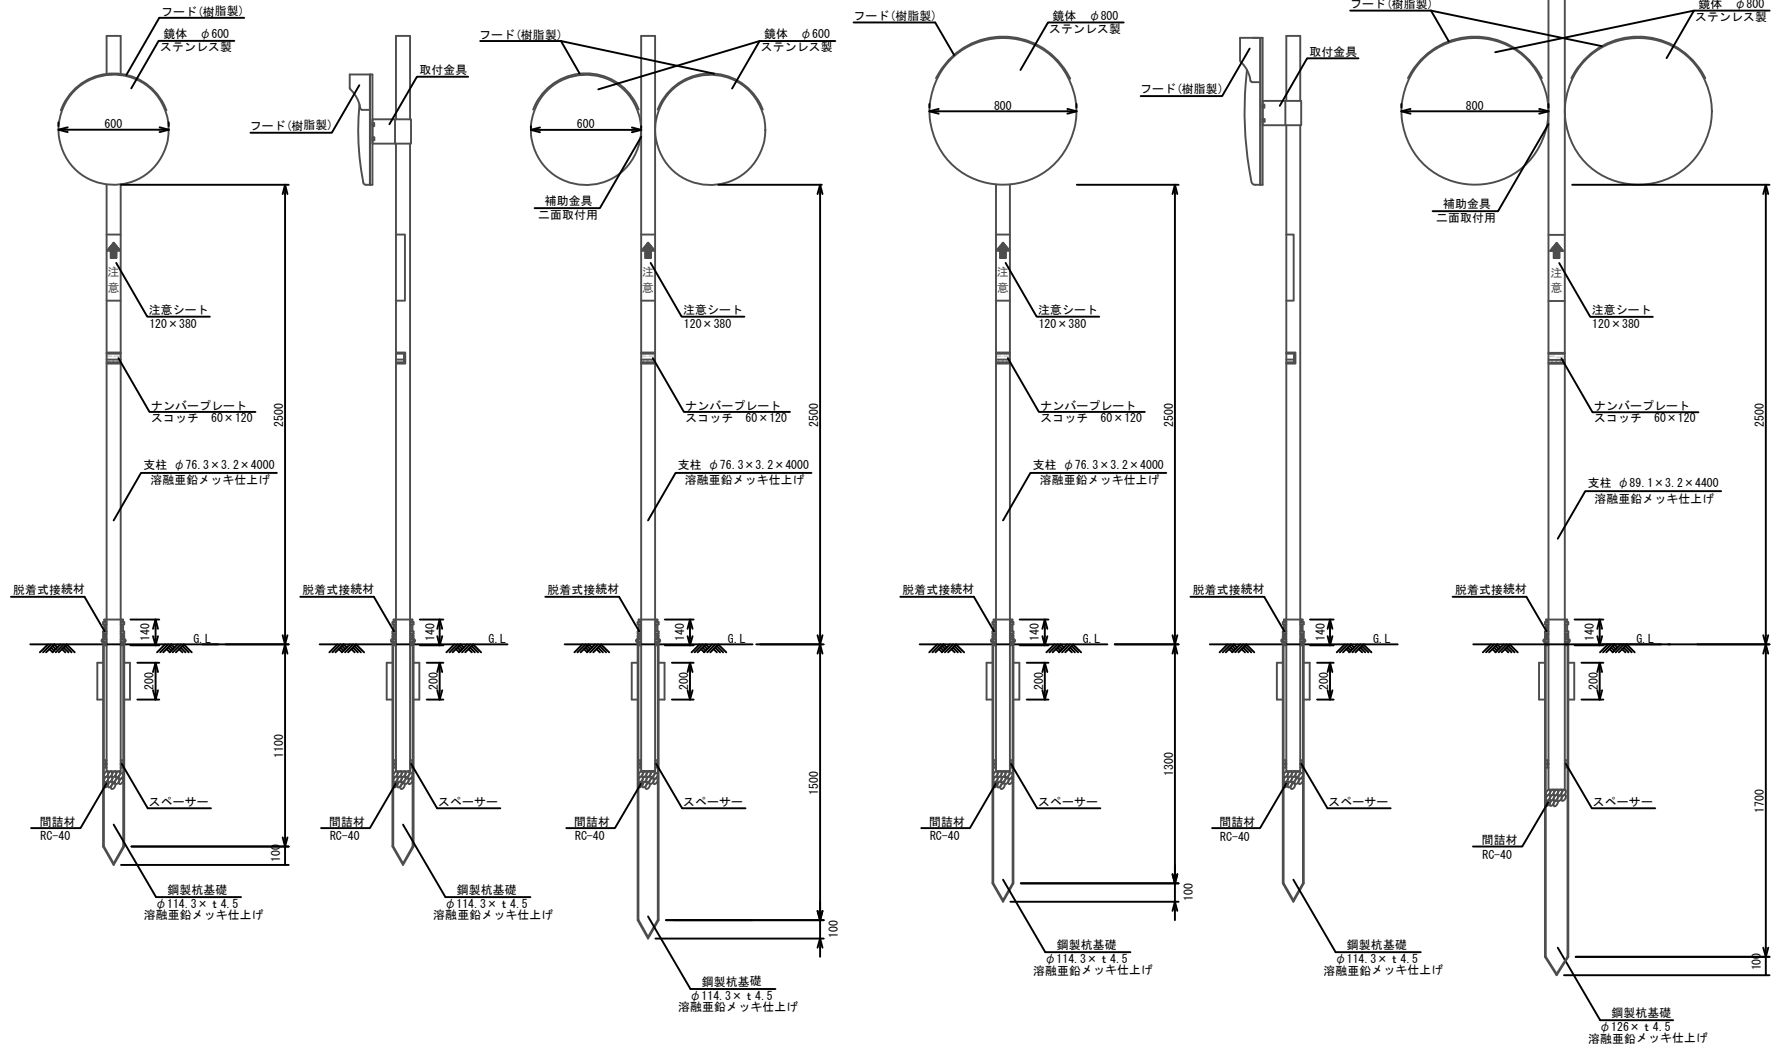 フード(樹脂製)
鏡体 φ600
ステンレス製
600
注
意
注意シート
120×380
ナンバープレート
スコッチ 60×120
2500
支柱 φ76.3×3.2×4000
溶融亜鉛メッキ仕上げ
脱着式接続材
140
G.L
200
1100
スペーサー
間詰材
RC-40
100
鋼製杭基礎
φ114.3×t4.5
溶融亜鉛メッキ仕上げ
取付金具
フード(樹脂製)
脱着式接続材
140
G.L
200
スペーサー
間詰材
RC-40
鋼製杭基礎
φ114.3×t4.5
溶融亜鉛メッキ仕上げ
フード(樹脂製)
鏡体 φ600
ステンレス製
600
補助金具
二面取付用
注
意
注意シート
120×380
ナンバープレート
スコッチ 60×120
2500
支柱 φ76.3×3.2×4000
溶融亜鉛メッキ仕上げ
脱着式接続材
140
G.L
200
1500
スペーサー
間詰材
RC-40
100
鋼製杭基礎
φ114.3×t4.5
溶融亜鉛メッキ仕上げ
フード(樹脂製)
鏡体 φ800
ステンレス製
800
注
意
注意シート
120×380
ナンバープレート
スコッチ 60×120
2500
支柱 φ76.3×3.2×4000
溶融亜鉛メッキ仕上げ
脱着式接続材
140
G.L
200
1300
スペーサー
間詰材
RC-40
100
鋼製杭基礎
φ114.3×t4.5
溶融亜鉛メッキ仕上げ
取付金具
フード(樹脂製)
脱着式接続材
140
G.L
200
スペーサー
間詰材
RC-40
鋼製杭基礎
φ114.3×t4.5
溶融亜鉛メッキ仕上げ
フード(樹脂製)
鏡体 φ800
ステンレス製
800
補助金具
二面取付用
注
意
注意シート
120×380
ナンバープレート
スコッチ 60×120
2500
支柱 φ89.1×3.2×4400
溶融亜鉛メッキ仕上げ
脱着式接続材
140
G.L
200
1700
スペーサー
間詰材
RC-40
100
鋼製杭基礎
φ126×t4.5
溶融亜鉛メッキ仕上げ